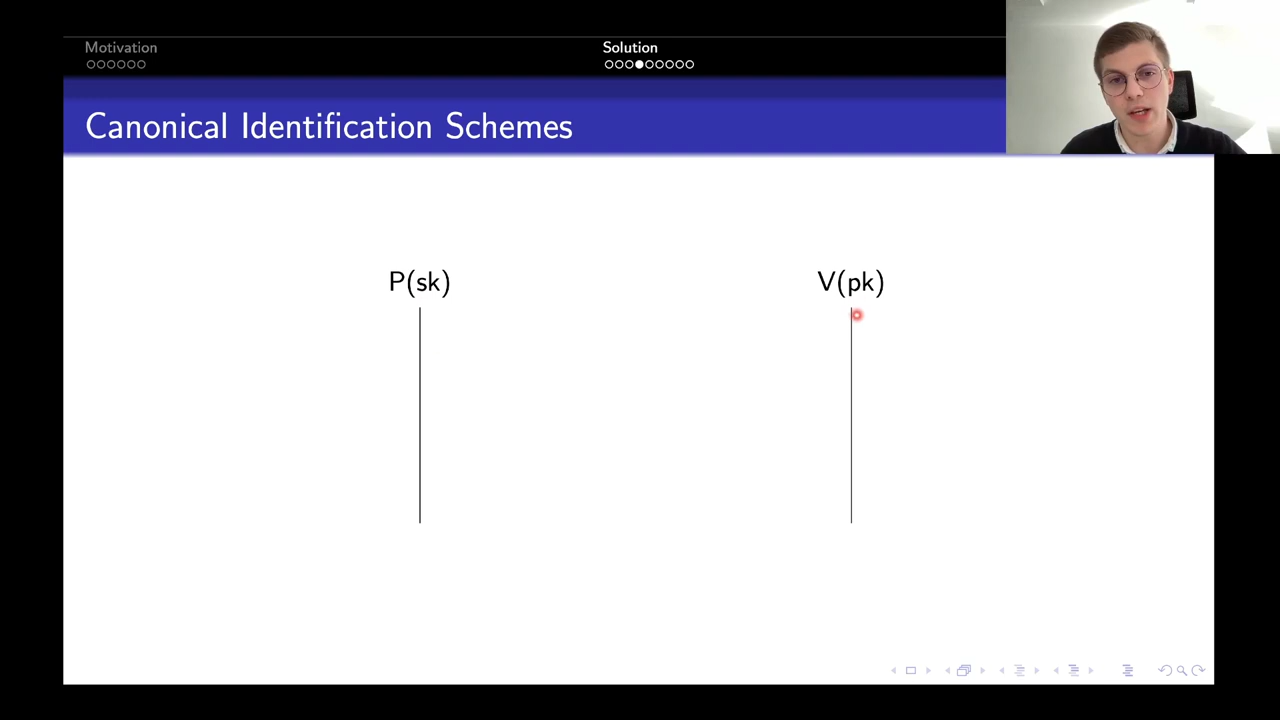 Motivation
Solution
Canonical Identification Schemes
P(sk)
V(pk)